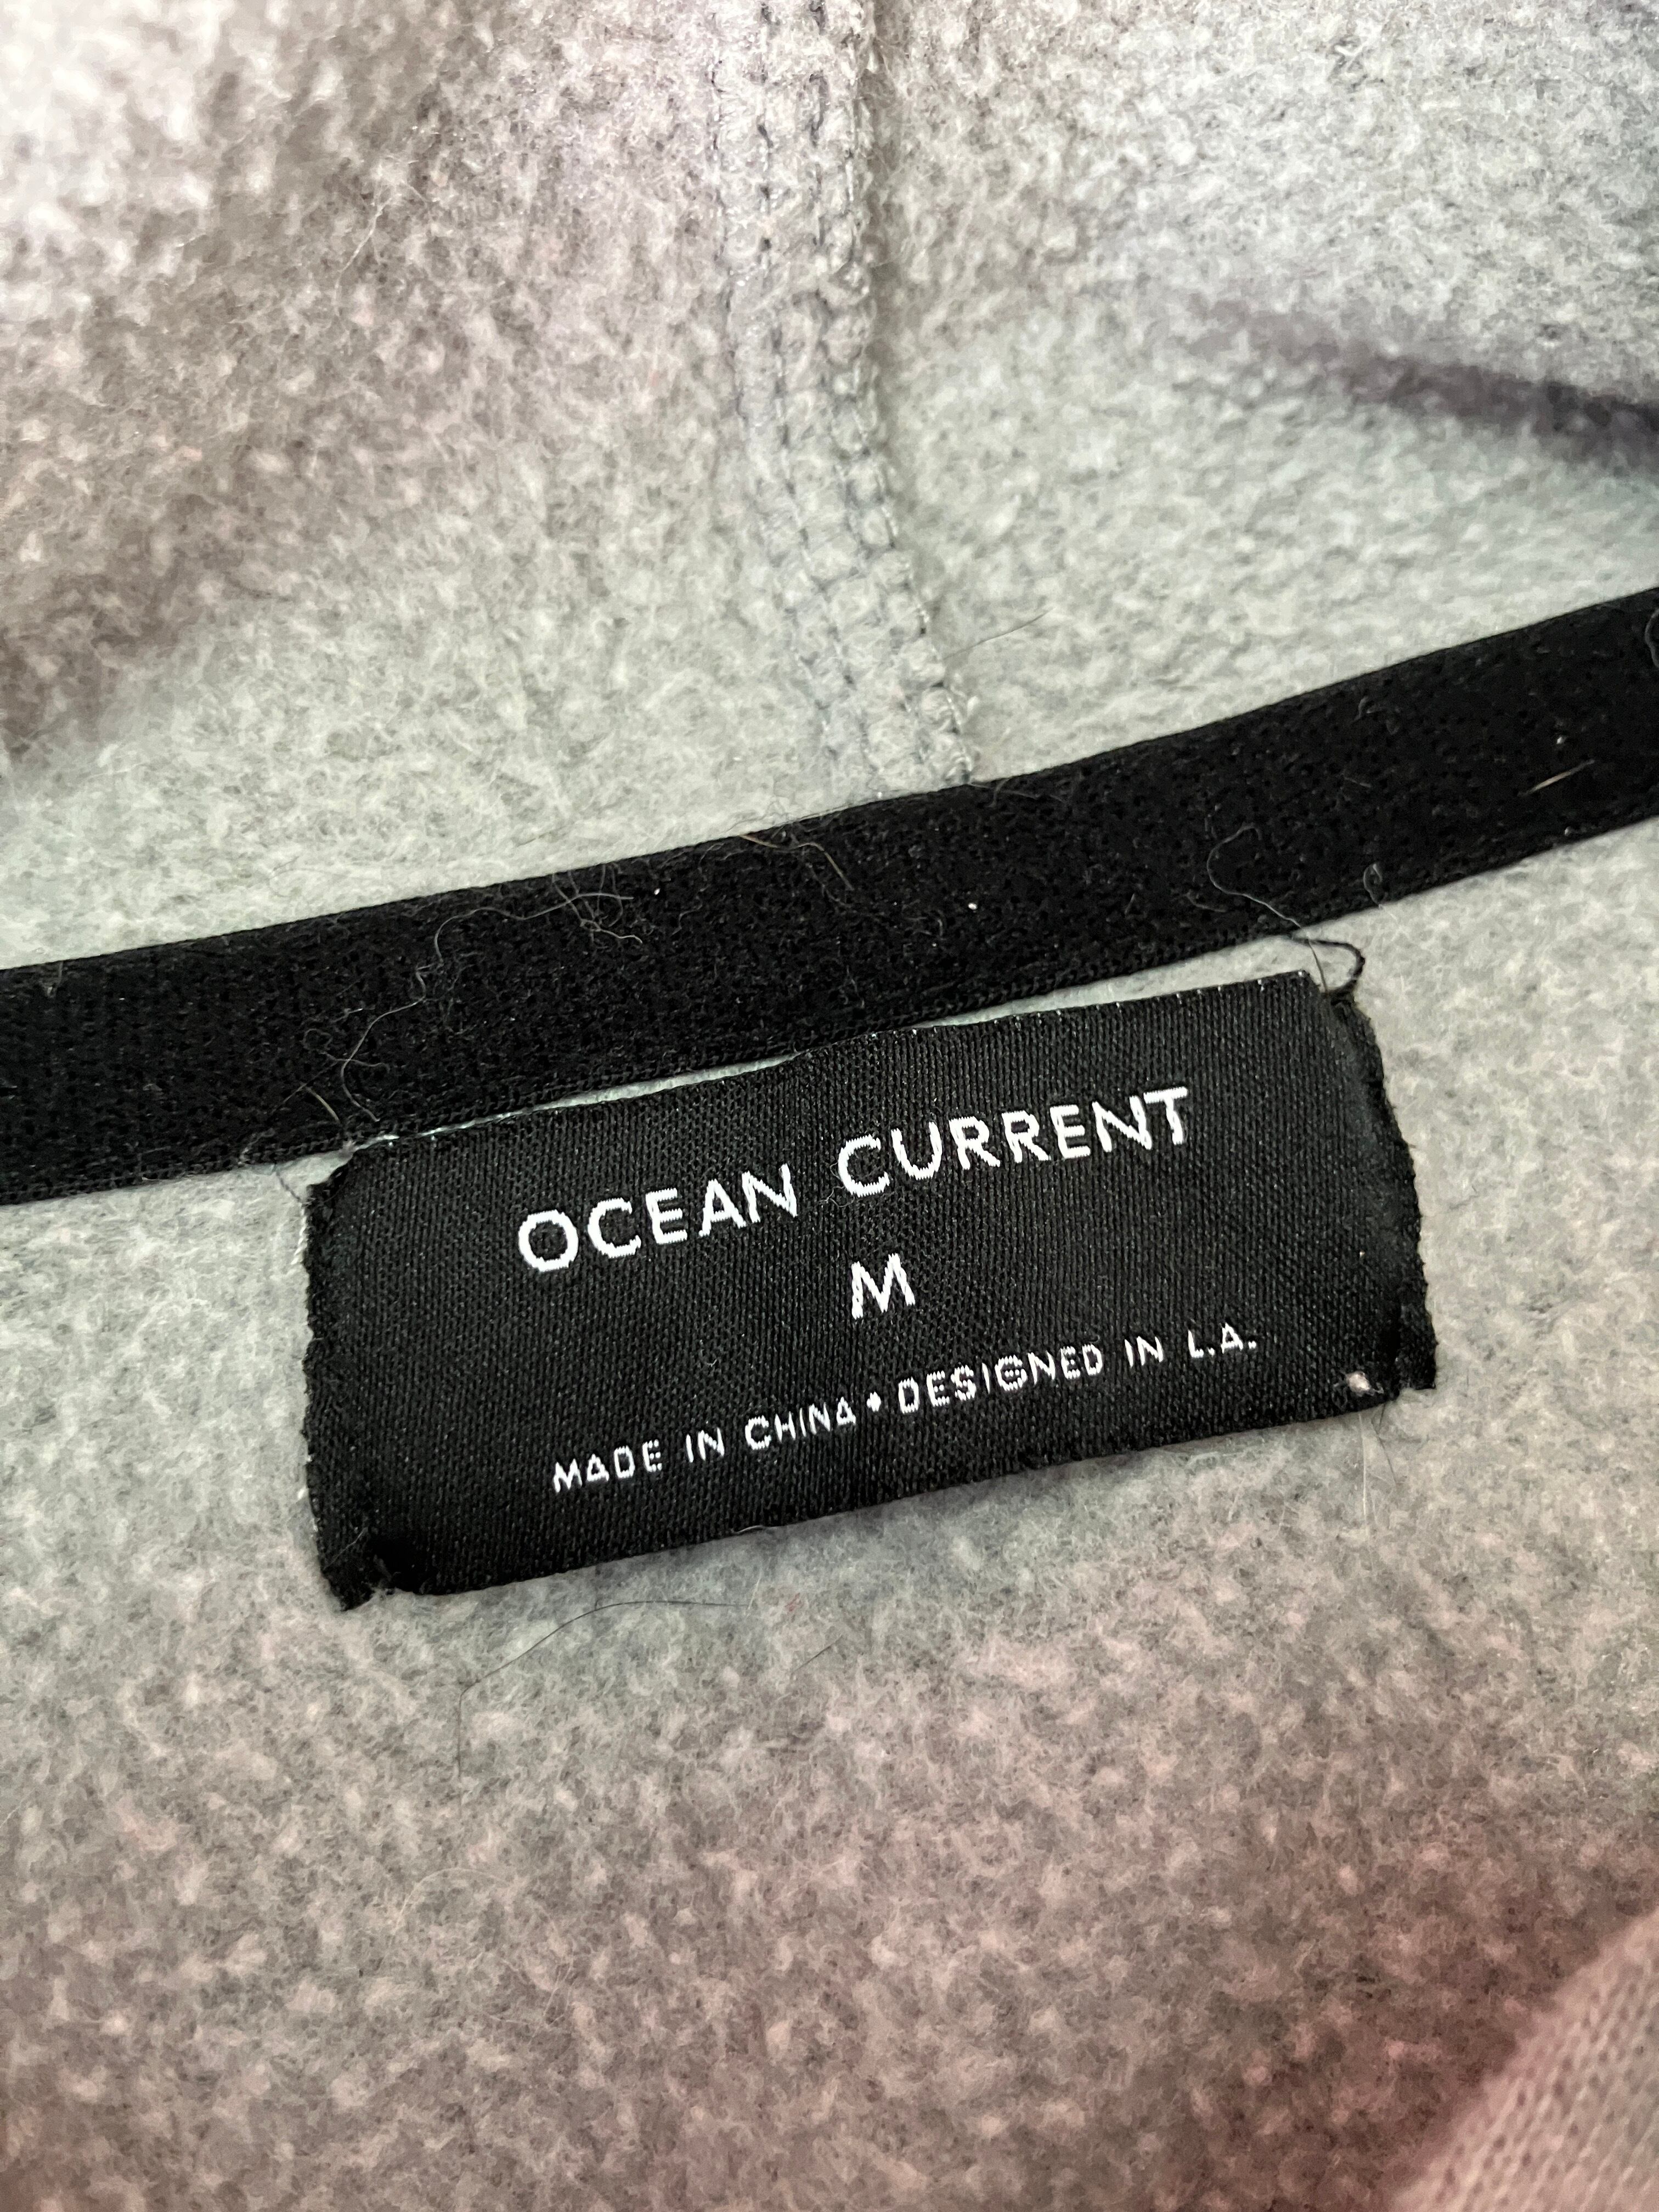 OCEAN CURRENT
M
MADE IN CHINA • DESIGNED IN L.A.